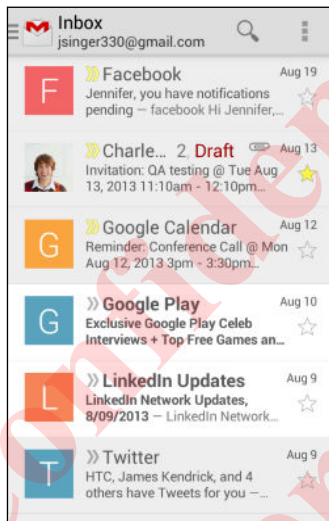 Inbox
jsinger330@gmail.com
F
Facebook
Aug 19
Jennifer, you have notifications
pending – facebook Hi Jennifer,...
Charle... 2, Draft
Aug 13
Invitation: QA testing @ Tue Aug
13, 2013 11:10am - 12:10pm...
G
Google Calendar
Aug 12
Reminder: Conference Call @ Mon
Aug 12, 2013 3pm - 3:30pm...
G
Google Play
Aug 10
Exclusive Google Play Celeb
Interviews + Top Free Games an...
L
LinkedIn Updates
Aug 9
LinkedIn Network Updates,
8/09/2013 – LinkedIn Network...
T
Twitter
Aug 9
HTC, James Kendrick, and 4
others have Tweets for you –...